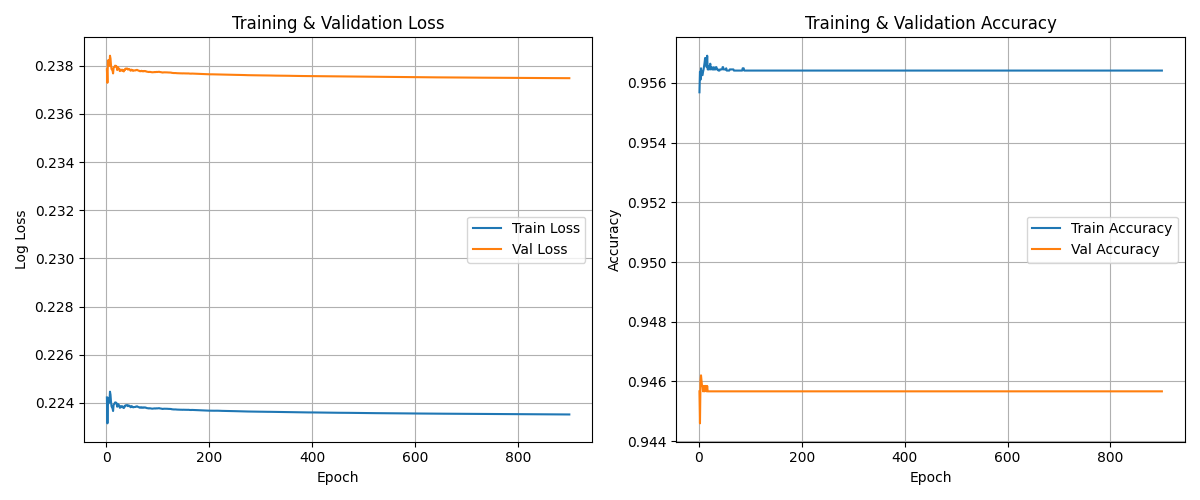 Training & Validation Loss
0.238
0.236
0.234
0.232
0.230
0.228
0.226
0.224
Log Loss
Train Loss
Val Loss
0
200
400
600
800
Epoch
Training & Validation Accuracy
0.956
0.954
0.952
0.950
0.948
0.946
0.944
Accuracy
Train Accuracy
Val Accuracy
0
200
400
600
800
Epoch